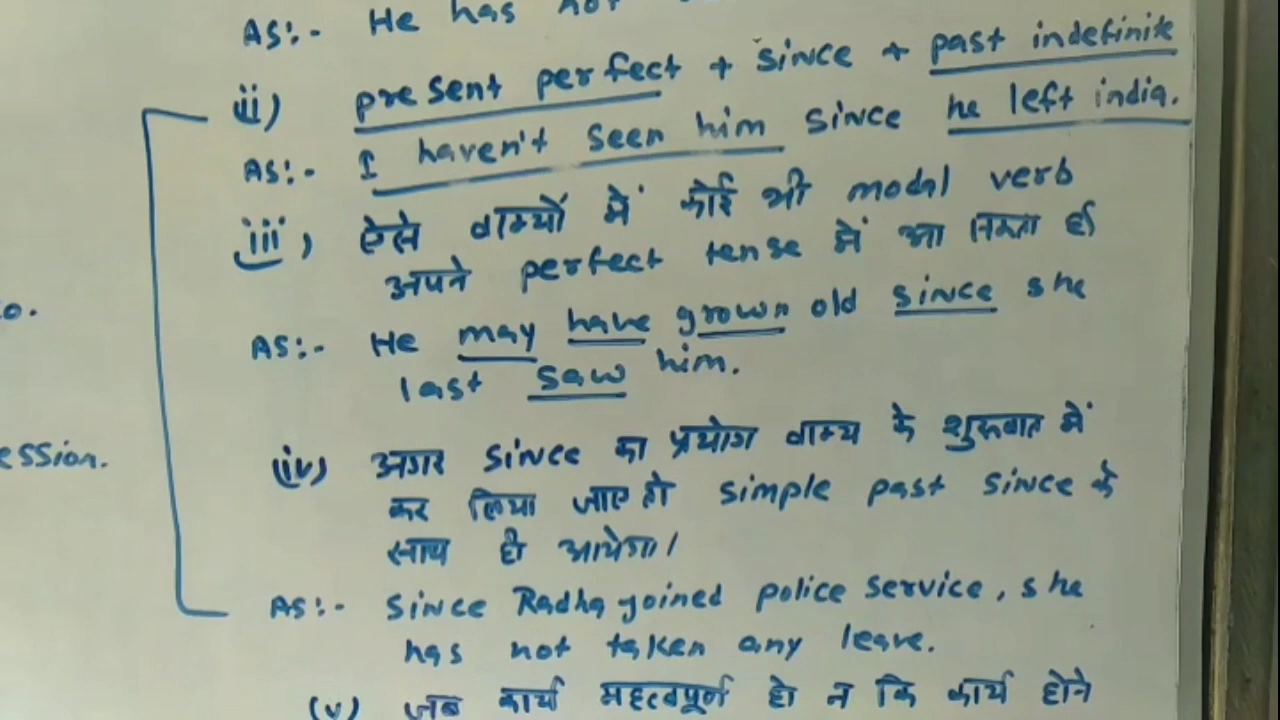 AS:- He has not
ii) present perfect + since + past indefinite
AS:- I haven't seen him since he left india.
iii) ऐसे वाक्यों में कोई भी modal verb
अपने perfect tense में आ सकता है।
AS:- He may have grown old since she
last saw him.
(iv) अगर since का प्रयोग वाक्य के शुरुवात में
कर लिया जाए तो simple past since के
साथ ही आयेगा।
AS:- Since Radha joined police service, she
has not taken any leave.
(v) जब कार्य महत्वपूर्ण हो न कि कार्य होने
o.
ession.